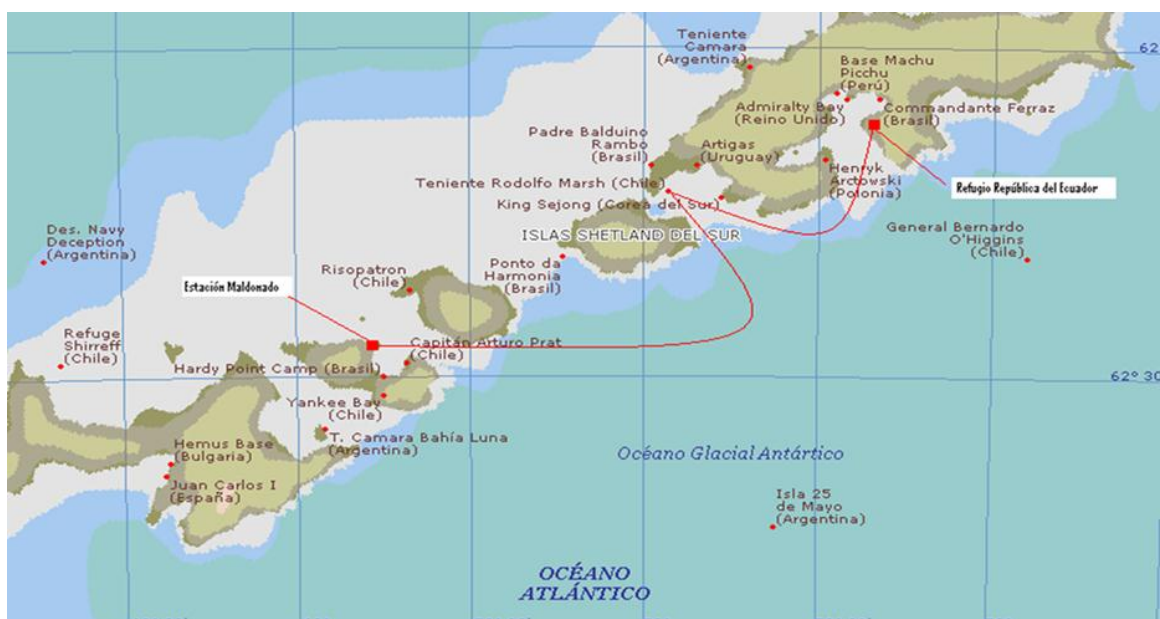 Teniente
Camara
(Argentina)
62
Base Machu
Picchu
(Perú)
Admiralty Bay
(Reino Unido)
Commandante Ferraz
(Brasil)
Padre Balduino
Rambo
(Brasil)
Artigas
(Uruguay)
Henryk
Arctowski
(Polonia)
Teniente Rodolfo Marsh (Chile)
King Sejong (Corea del Sur)
Refugio República del Ecuador
Des. Navy
Deception
(Argentina)
ISLAS SHETLAND DEL SUR
General Bernardo
O'Higgins
(Chile)
Risopatron
(Chile)
Ponto da
Harmonia
(Brasil)
Estación Maldonado
Refuge
Shirreff
(Chile)
Capitán Arturo Prat
(Chile)
Hardy Point Camp (Brasil)
62° 30
Yankee Bay
(Chile)
T. Camara Bahía Luna
(Argentina)
Hemus Base
(Bulgaria)
Juan Carlos I
(España)
Océano Glacial Antártico
Isla 25
de Mayo
(Argentina)
OCÉANO
ATLÁNTICO